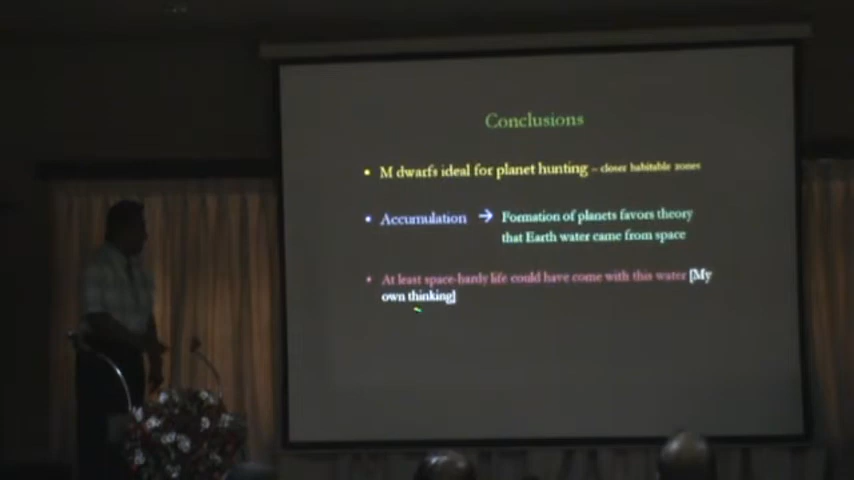 Conclusions
• M dwarfs ideal for planet hunting – closer habitable zones
• Accumulation → Formation of planets favors theory
that Earth water came from space
• At least space-hardy life could have come with this water [My
own thinking]